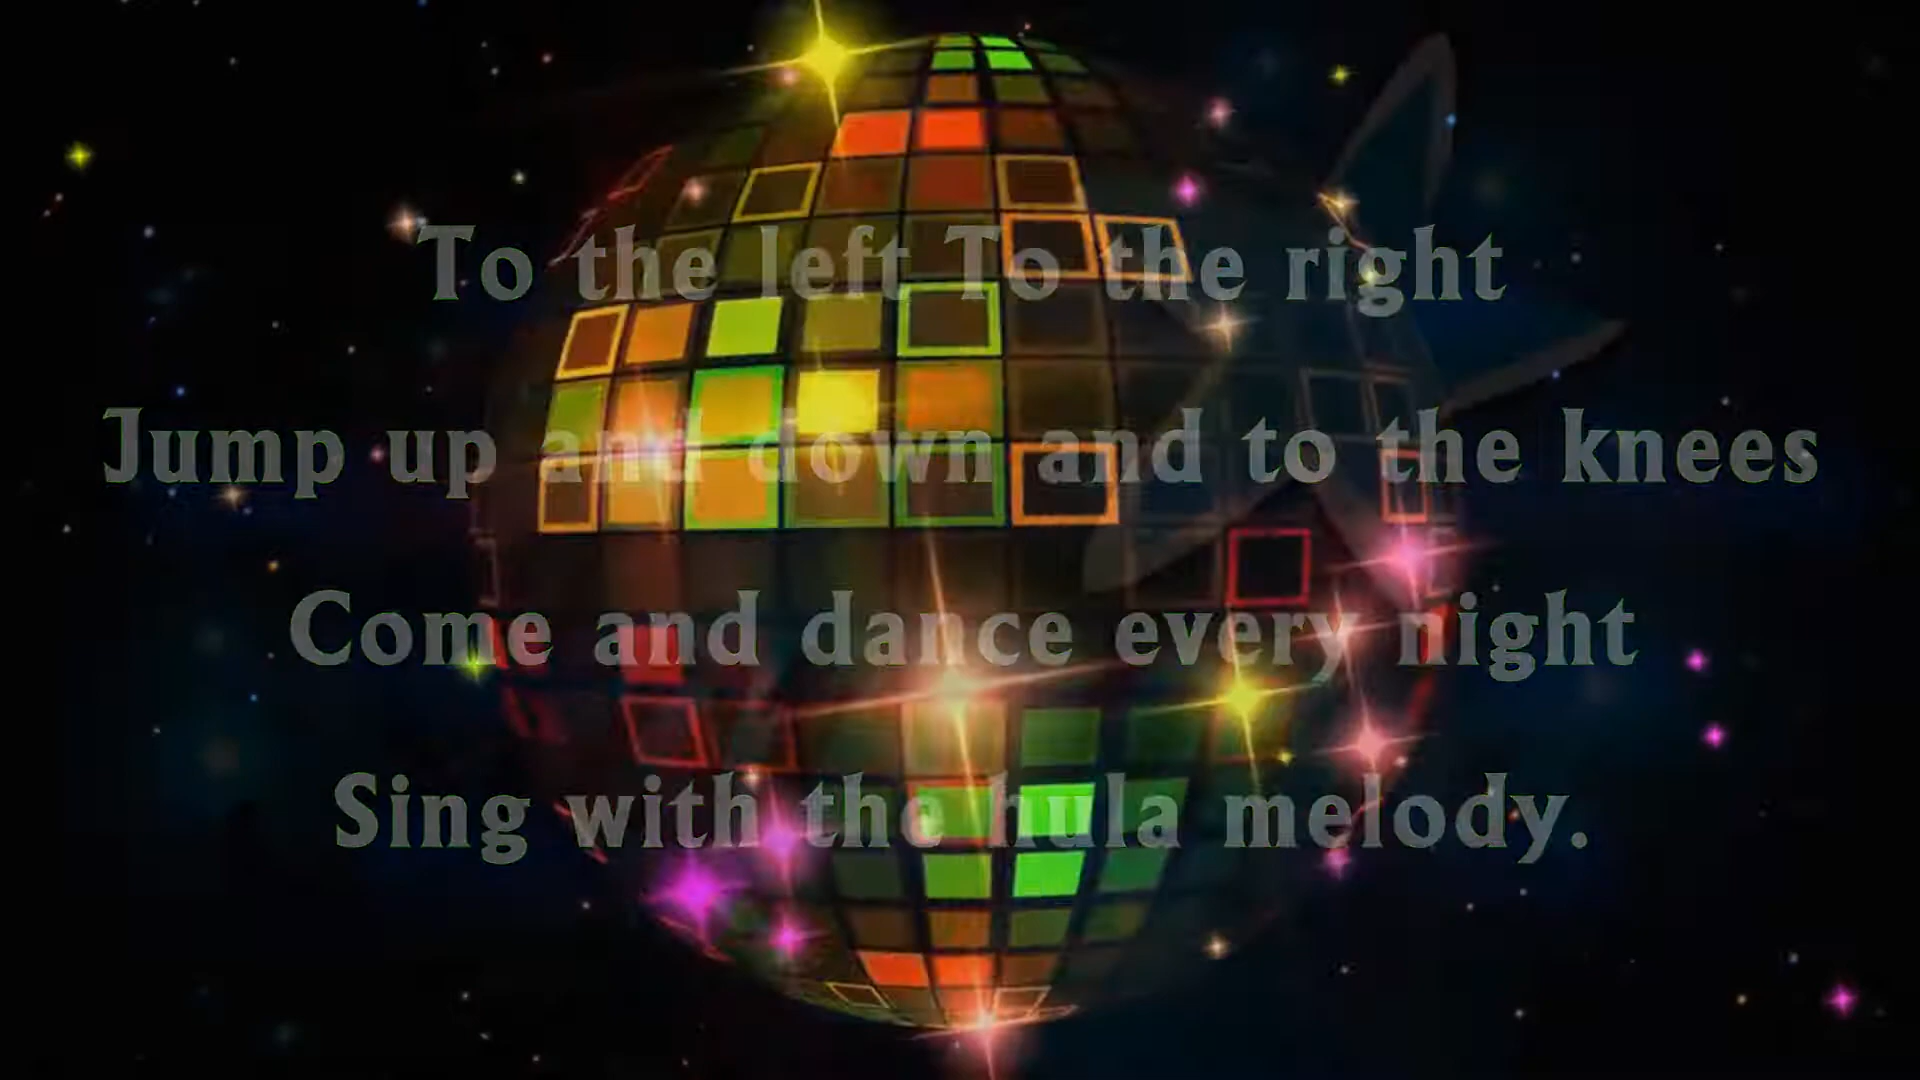 To the left To the right
Jump up and down and to the knees
Come and dance every night
Sing with the hula melody.